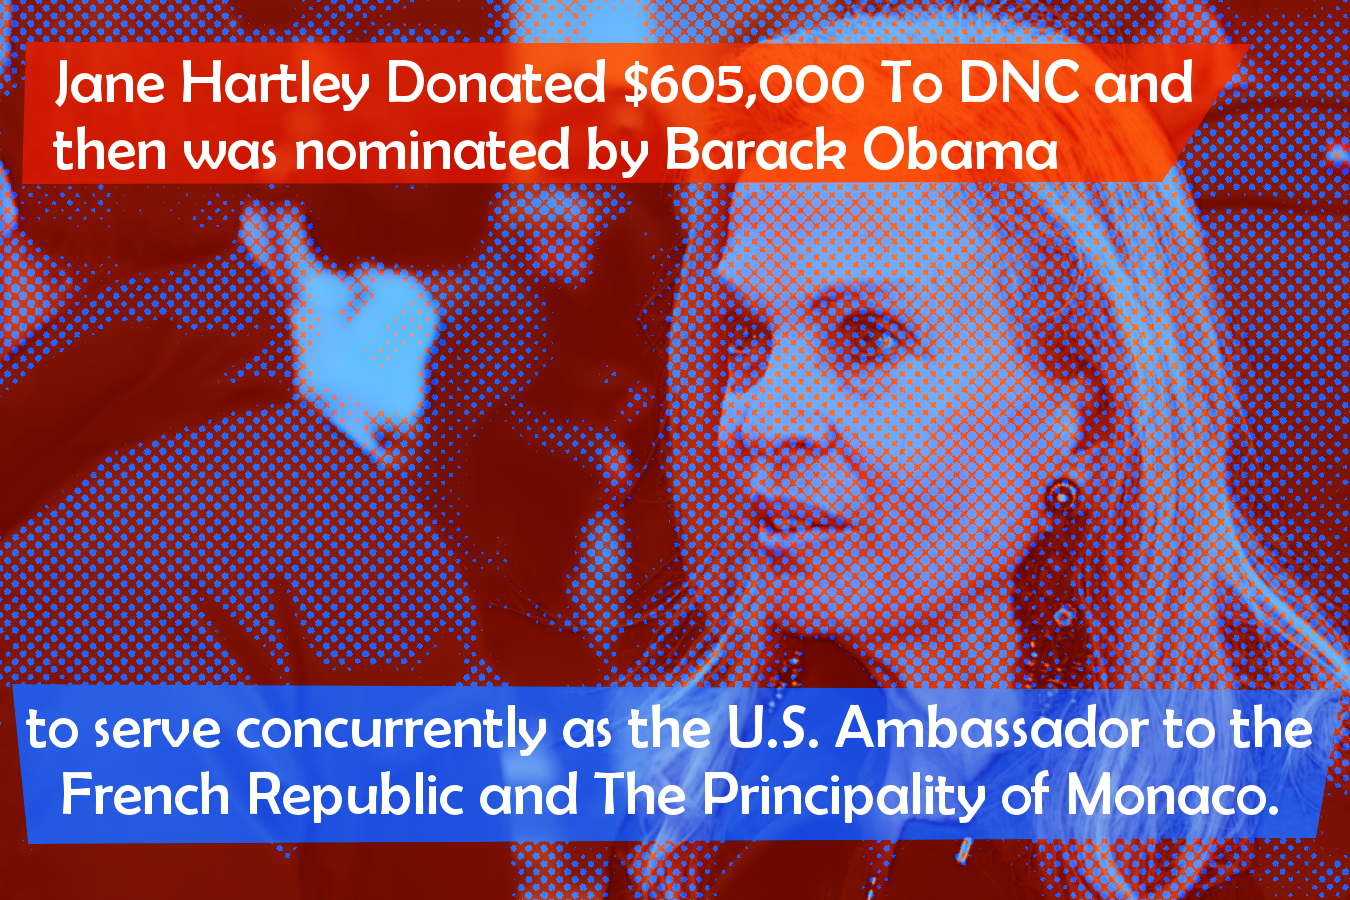 Jane Hartley Donated $605,000 To DNC and
then was nominated by Barack Obama
to serve concurrently as the U.S. Ambassador to the
French Republic and The Principality of Monaco.